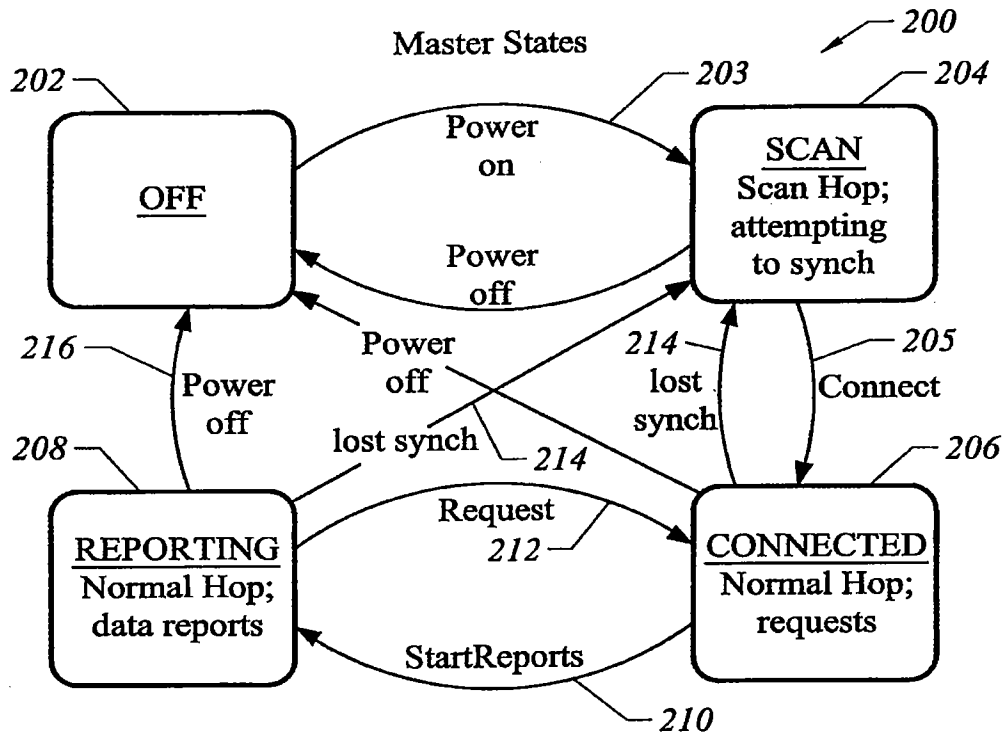 Master States
200
202
203
204
OFF
Power
on
SCAN
Scan Hop;
attempting
to synch
Power
off
216
Power
off
Power
off
214
lost
synch
205
Connect
208
lost synch
214
206
REPORTING
Normal Hop;
data reports
Request
212
CONNECTED
Normal Hop;
requests
StartReports
210